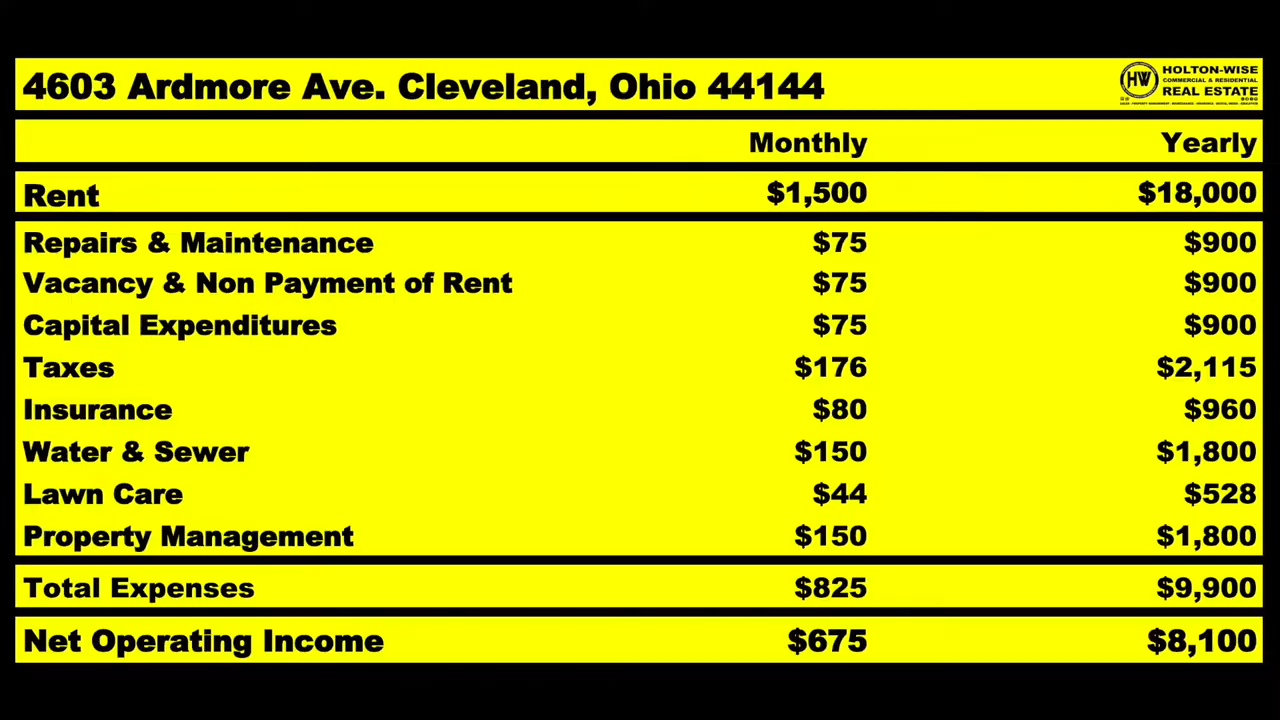 4603 Ardmore Ave. Cleveland, Ohio 44144
HW
HOLTON-WISE
COMMERCIAL & RESIDENTIAL
REAL ESTATE
Monthly Yearly
Rent $1,500 $18,000
Repairs & Maintenance $75 $900
Vacancy & Non Payment of Rent $75 $900
Capital Expenditures $75 $900
Taxes $176 $2,115
Insurance $80 $960
Water & Sewer $150 $1,800
Lawn Care $44 $528
Property Management $150 $1,800
Total Expenses $825 $9,900
Net Operating Income $675 $8,100